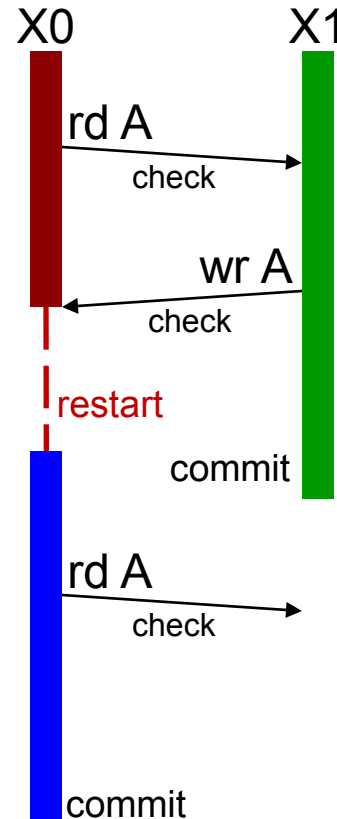 X0 X1
rd A
check
wr A
check
restart
commit
rd A
check
commit